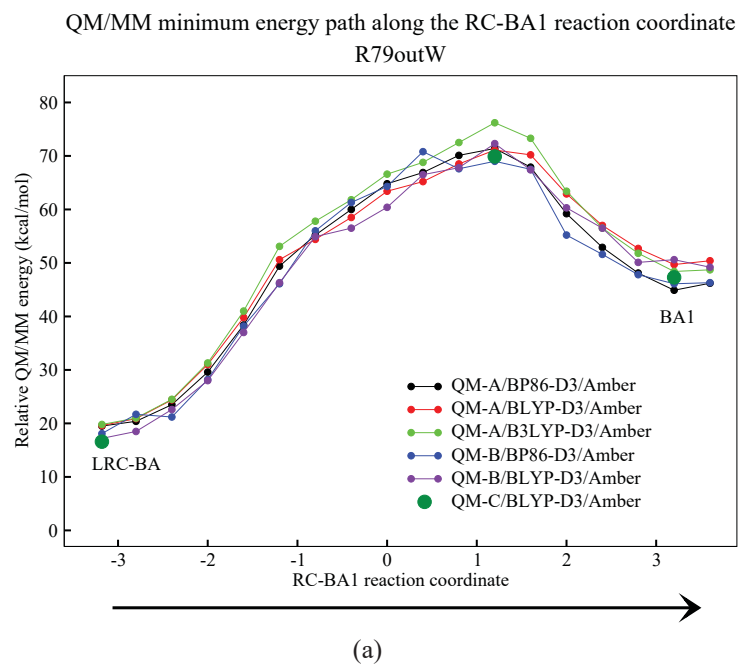 QM/MM minimum energy path along the RC-BA1 reaction coordinate
R79outW
Relative QM/MM energy (kcal/mol)
80
70
60
50
40
30
20
10
0
LRC-BA
BA1
QM-A/BP86-D3/Amber
QM-A/BLYP-D3/Amber
QM-A/B3LYP-D3/Amber
QM-B/BP86-D3/Amber
QM-B/BLYP-D3/Amber
QM-C/BLYP-D3/Amber
-3 -2 -1 0 1 2 3
RC-BA1 reaction coordinate
(a)